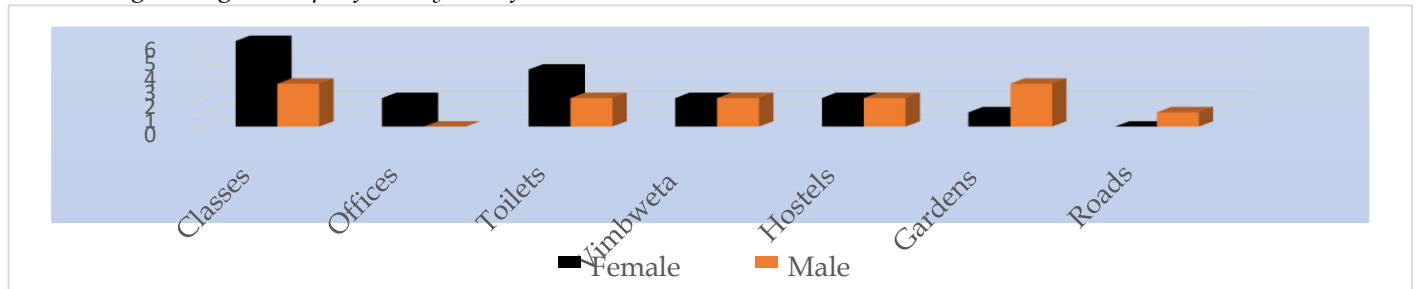 6
5
4
3
2
1
0
Classes
Offices
Toilets
Vimbweta
Hostels
Gardens
Roads
Female
Male